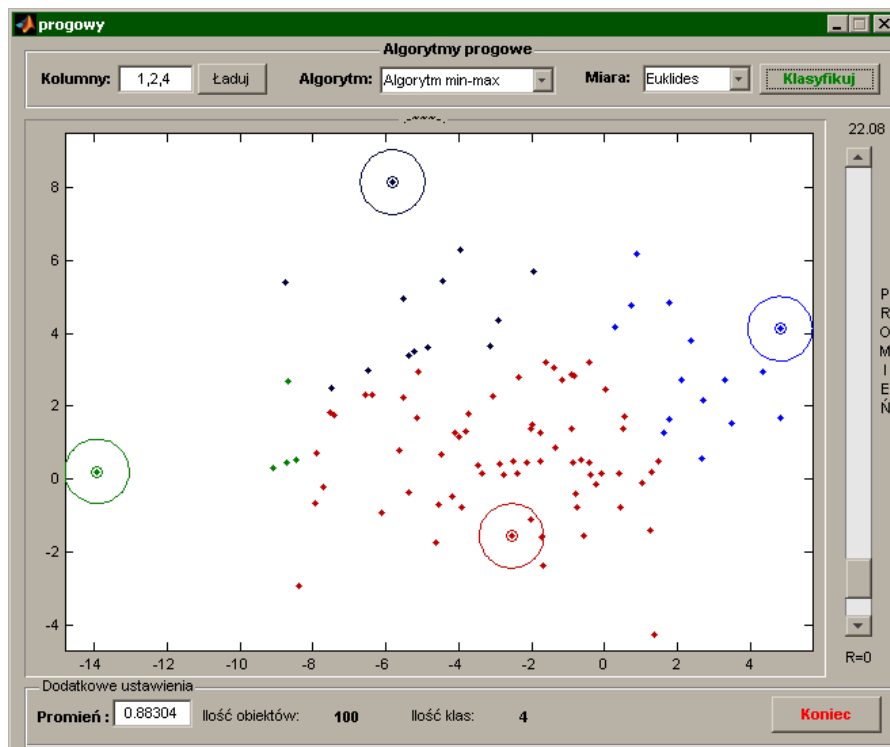 progowy
Algorytmy progowe
Kolumny: 1,2,4 Ładuj Algorytm: Algorytm min-max Miara: Euklides Klasyfikuj
22.08
8
6
4
2
0
-2
-4
-14 -12 -10 -8 -6 -4 -2 0 2 4
P
R
O
M
I
E
Ń
R=0
Dodatkowe ustawienia
Promień : 0.88304 Ilość obiektów: 100 Ilość klas: 4 Koniec